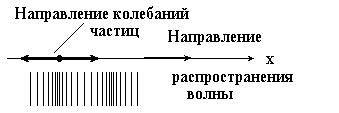 Направление колебаний
частиц
Направление
x
распространения
волны